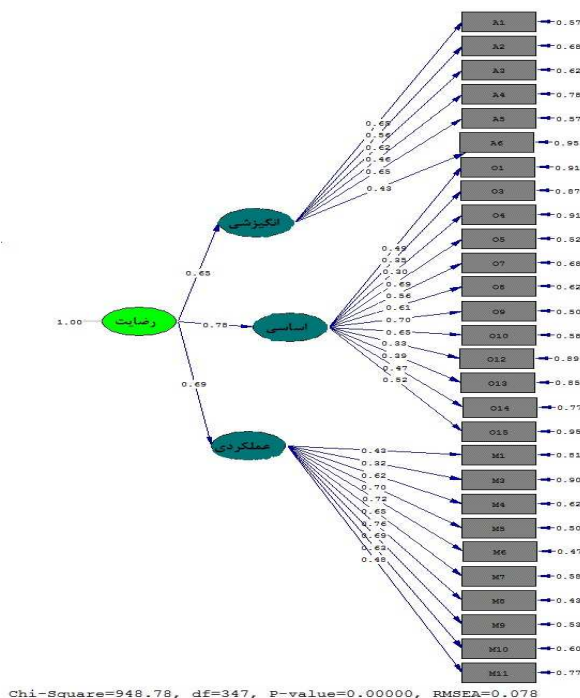 A1 0.57
A2 0.68
A3 0.62
A4 0.78
A5 0.57
A6 0.95
O1 0.91
O3 0.87
O4 0.91
O5 0.52
O7 0.68
O8 0.62
O9 0.50
O10 0.58
O12 0.89
O13 0.85
O14 0.77
O15 0.95
M1 0.81
M3 0.90
M4 0.62
M5 0.50
M6 0.47
M7 0.58
M8 0.43
M9 0.53
M10 0.60
M11 0.77
0.65
0.56
0.62
0.46
0.65
0.43
انگیزشی
0.49
0.35
0.30
0.69
0.56
0.61
0.70
0.65
0.33
0.39
0.47
0.52
0.65
1.00
رضایت
0.78
اساسی
0.69
عملکردی
0.43
0.32
0.62
0.70
0.72
0.65
0.76
0.69
0.63
0.48
Chi-Square=948.78, df=347, P-value=0.00000, RMSEA=0.078